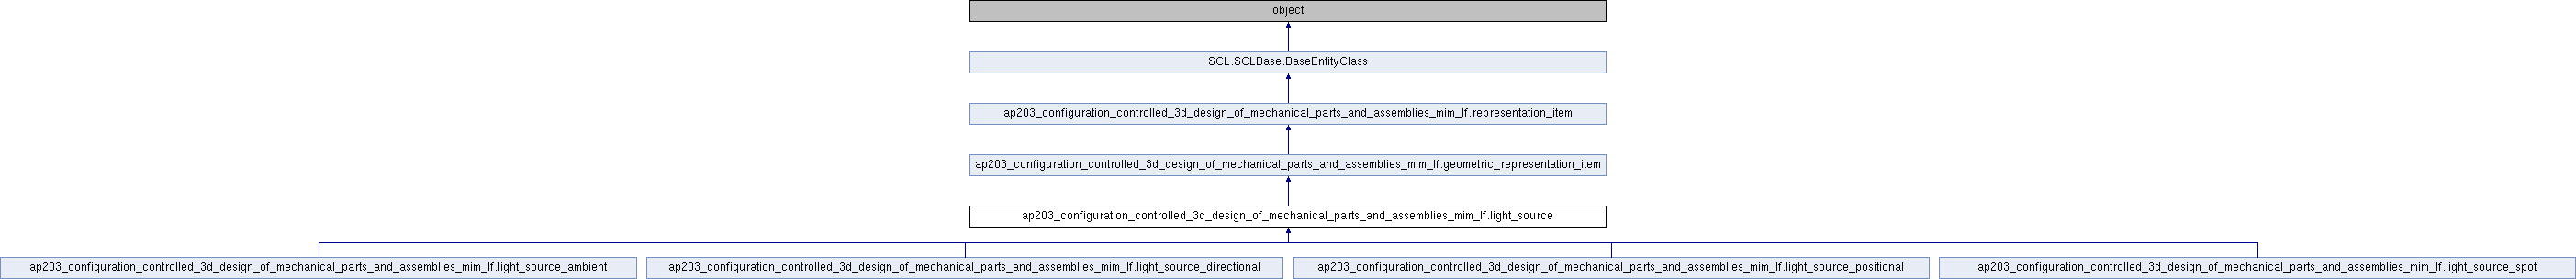 object
SCL.SCLBase.BaseEntityClass
ap203_configuration_controlled_3d_design_of_mechanical_parts_and_assemblies_mim_lf.representation_item
ap203_configuration_controlled_3d_design_of_mechanical_parts_and_assemblies_mim_lf.geometric_representation_item
ap203_configuration_controlled_3d_design_of_mechanical_parts_and_assemblies_mim_lf.light_source
ap203_configuration_controlled_3d_design_of_mechanical_parts_and_assemblies_mim_lf.light_source_ambient
ap203_configuration_controlled_3d_design_of_mechanical_parts_and_assemblies_mim_lf.light_source_directional
ap203_configuration_controlled_3d_design_of_mechanical_parts_and_assemblies_mim_lf.light_source_positional
ap203_configuration_controlled_3d_design_of_mechanical_parts_and_assemblies_mim_lf.light_source_spot